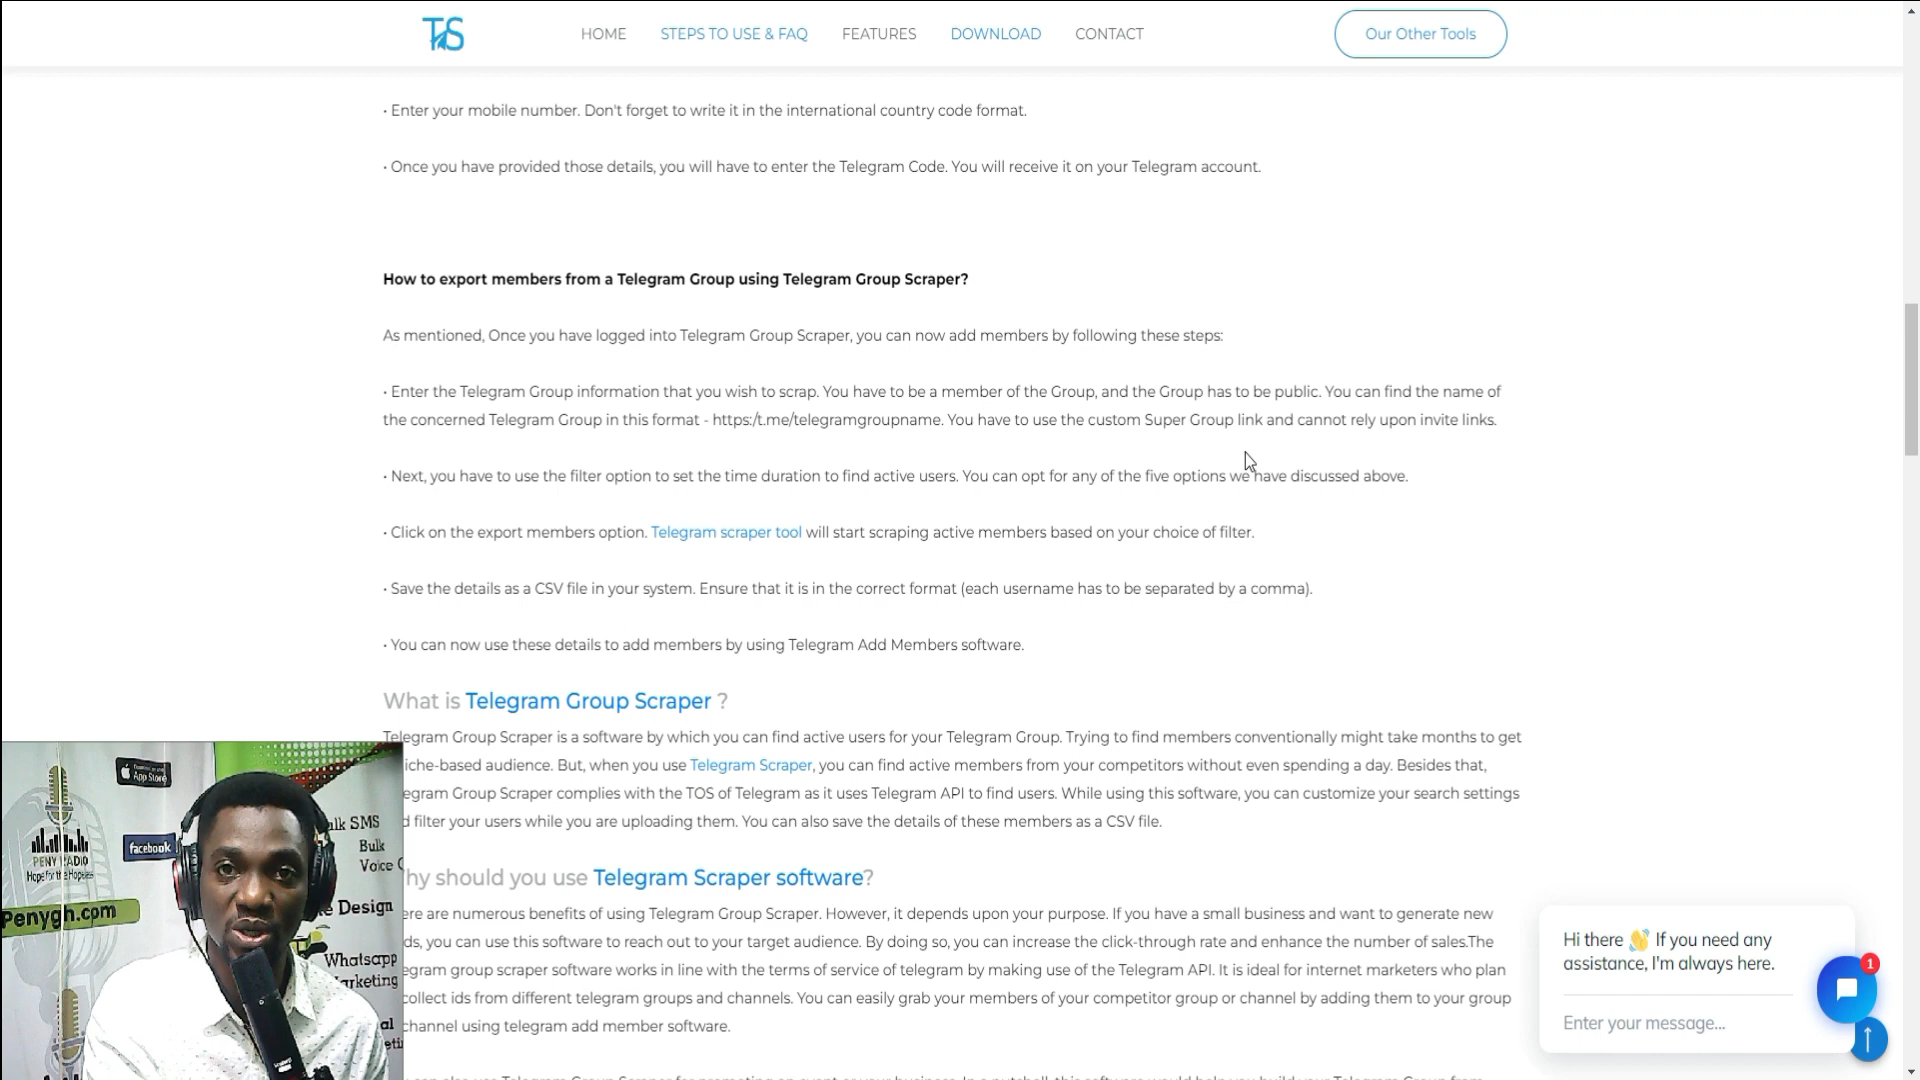 TS
HOME STEPS TO USE & FAQ FEATURES DOWNLOAD CONTACT Our Other Tools
• Enter your mobile number. Don't forget to write it in the international country code format.
• Once you have provided those details, you will have to enter the Telegram Code. You will receive it on your Telegram account.
How to export members from a Telegram Group using Telegram Group Scraper?
As mentioned, Once you have logged into Telegram Group Scraper, you can now add members by following these steps:
• Enter the Telegram Group information that you wish to scrap. You have to be a member of the Group, and the Group has to be public. You can find the name of
the concerned Telegram Group in this format - https:/t.me/telegramgroupname. You have to use the custom Super Group link and cannot rely upon invite links.
• Next, you have to use the filter option to set the time duration to find active users. You can opt for any of the five options we have discussed above.
• Click on the export members option. Telegram scraper tool will start scraping active members based on your choice of filter.
• Save the details as a CSV file in your system. Ensure that it is in the correct format (each username has to be separated by a comma).
• You can now use these details to add members by using Telegram Add Members software.
What is Telegram Group Scraper ?
Telegram Group Scraper is a software by which you can find active users for your Telegram Group. Trying to find members conventionally might take months to get
iche-based audience. But, when you use Telegram Scraper, you can find active members from your competitors without even spending a day. Besides that,
egram Group Scraper complies with the TOS of Telegram as it uses Telegram API to find users. While using this software, you can customize your search settings
d filter your users while you are uploading them. You can also save the details of these members as a CSV file.
hy should you use Telegram Scraper software?
ere are numerous benefits of using Telegram Group Scraper. However, it depends upon your purpose. If you have a small business and want to generate new
ds, you can use this software to reach out to your target audience. By doing so, you can increase the click-through rate and enhance the number of sales.The
egram group scraper software works in line with the terms of service of telegram by making use of the Telegram API. It is ideal for internet marketers who plan
collect ids from different telegram groups and channels. You can easily grab your members of your competitor group or channel by adding them to your group
channel using telegram add member software.
App Store
facebook
PENY RADIO
Hope for the Hopeless
Penygh.com
ulk SMS
Bulk
Voice C
e Design
Whatsapp
arketing
al
Hi there 👋 If you need any
assistance, I'm always here.
1
Enter your message...